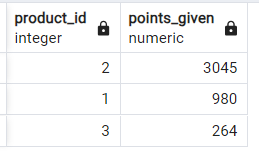 product_id points_given
integer numeric
2 3045
1 980
3 264